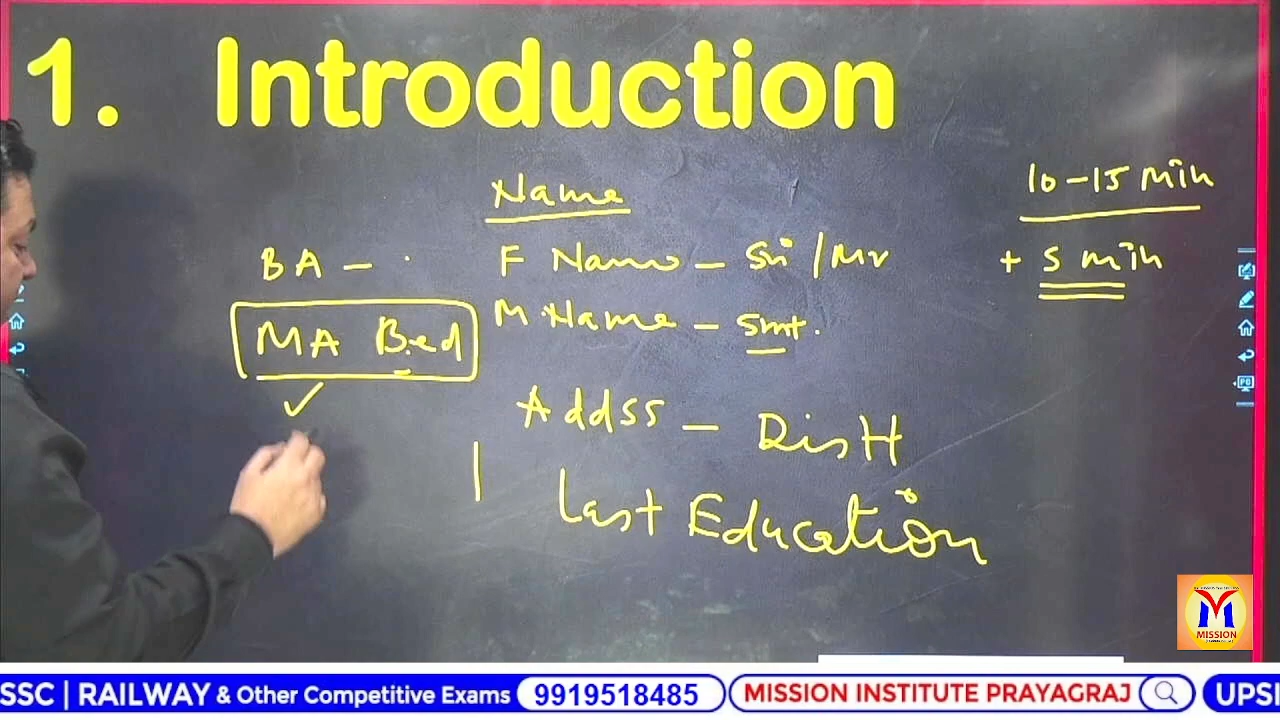 1. Introduction
Name
10-15 Min
BA -
F Name - Sri / Mr
+ 5 min
MA B.ed
M. Name - Smt.
Addss - Distt
Last Education
MISSION
SSC | RAILWAY & Other Competitive Exams 9919518485 MISSION INSTITUTE PRAYAGRAJ UPS